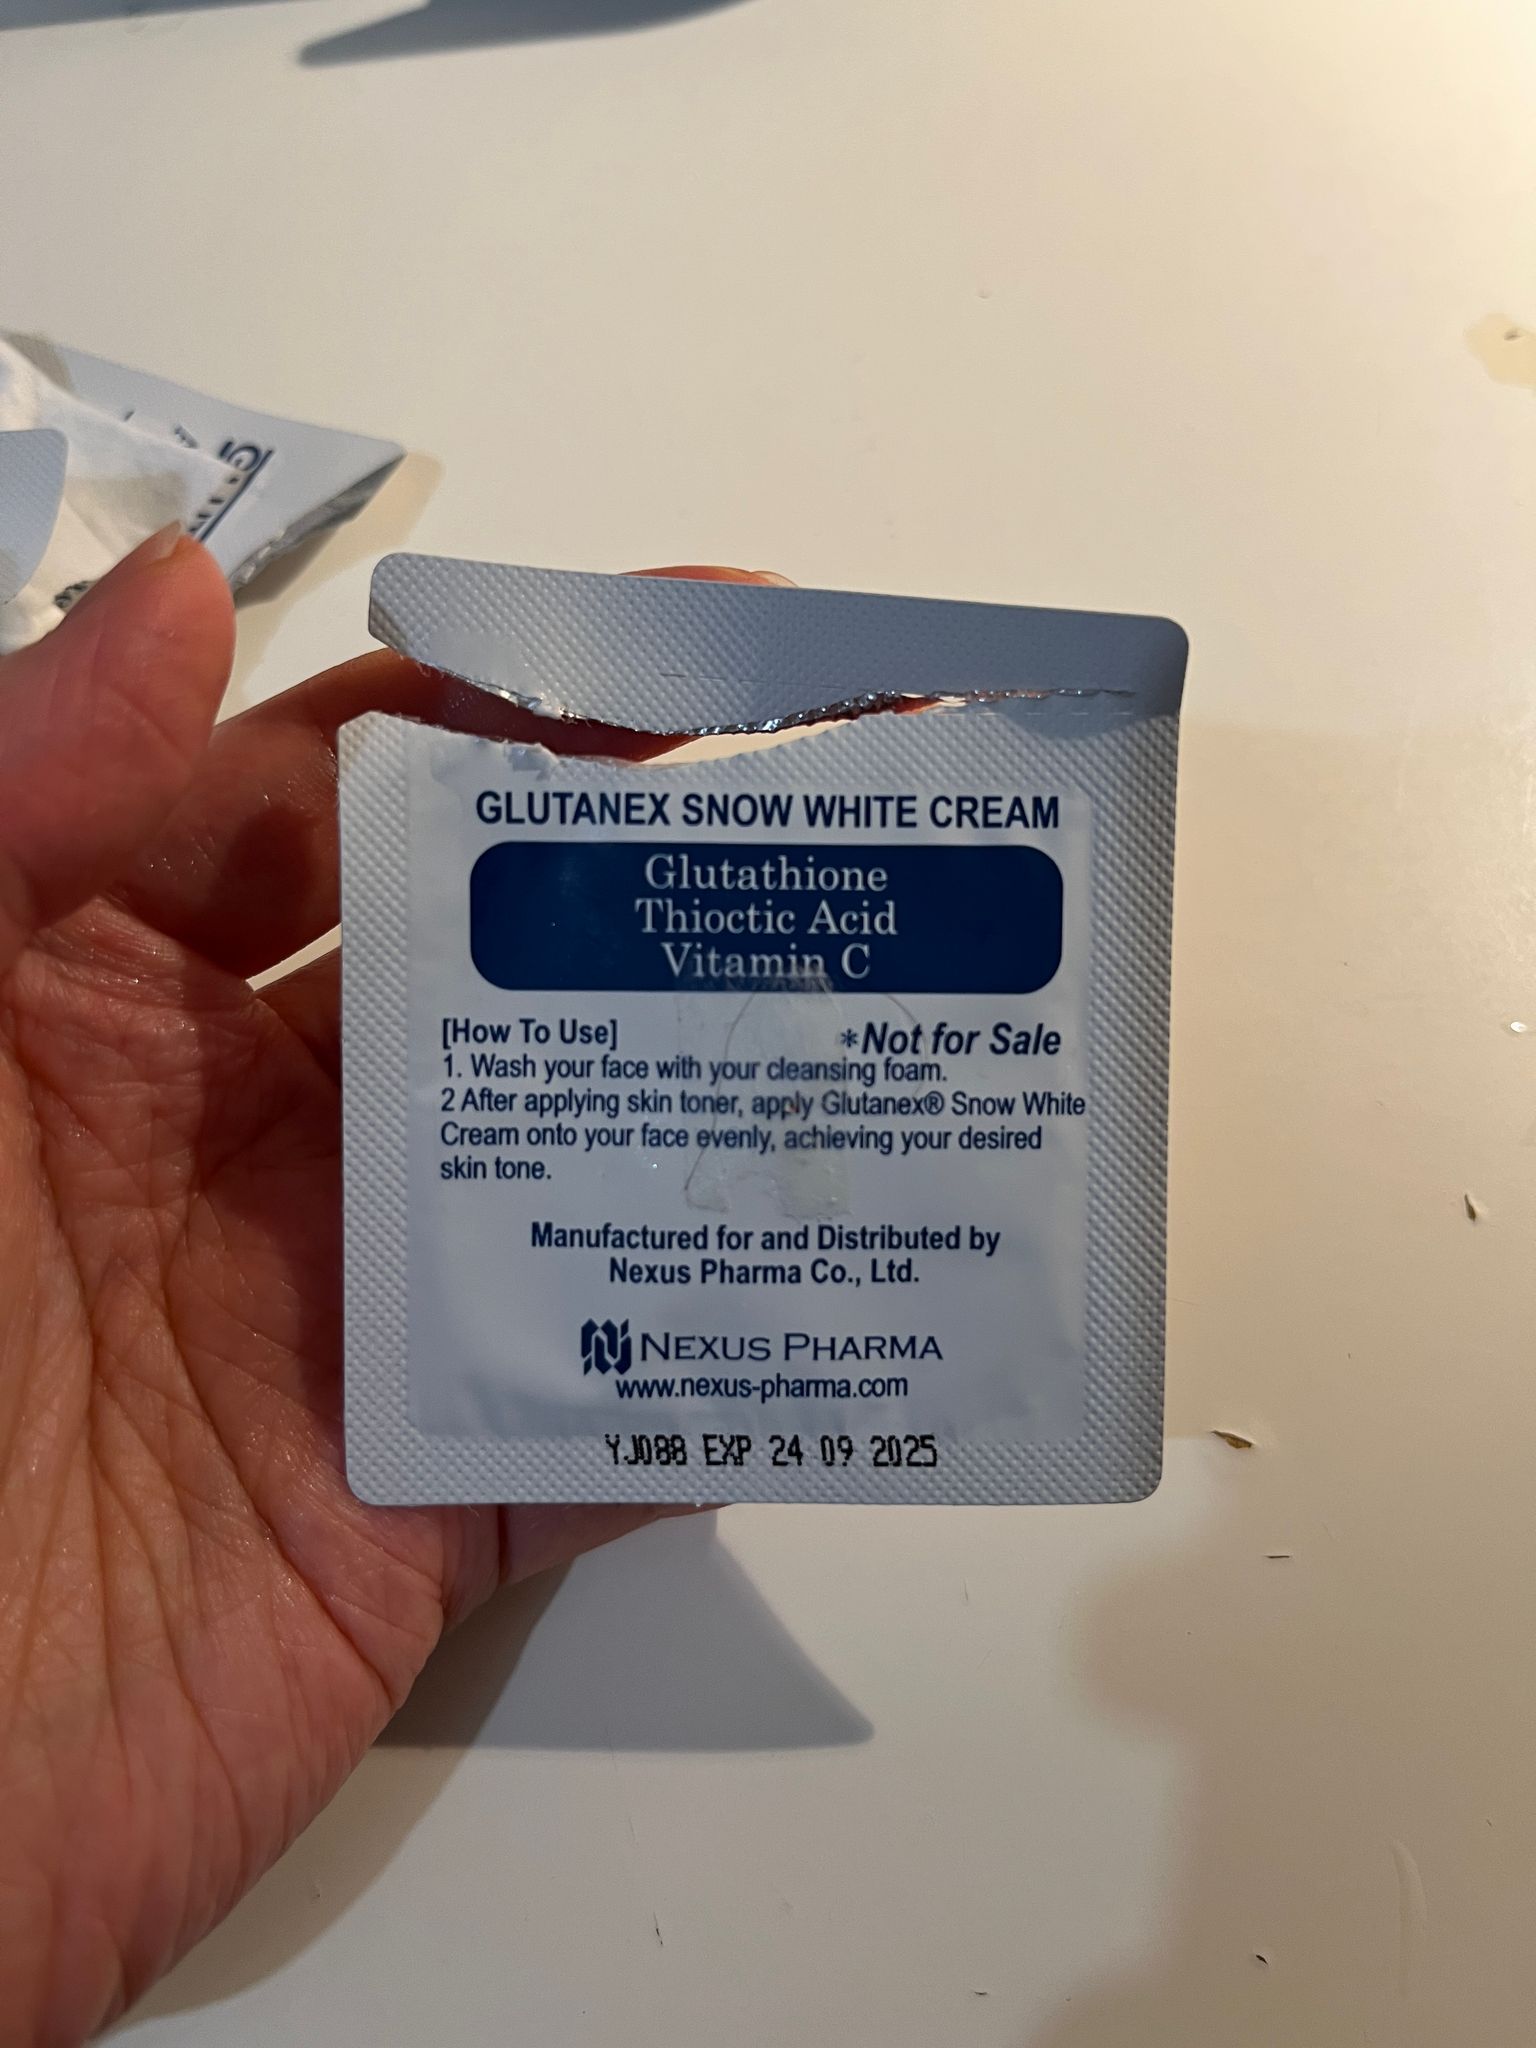 GLUTANEX SNOW WHITE CREAM
Glutathione
Thioctic Acid
Vitamin C
[How To Use]
*Not for Sale
1. Wash your face with your cleansing foam.
2 After applying skin toner, apply Glutanex® Snow White
Cream onto your face evenly, achieving your desired
skin tone.
Manufactured for and Distributed by
Nexus Pharma Co., Ltd.
NEXUS PHARMA
www.nexus-pharma.com
YJ088 EXP 24 09 2025